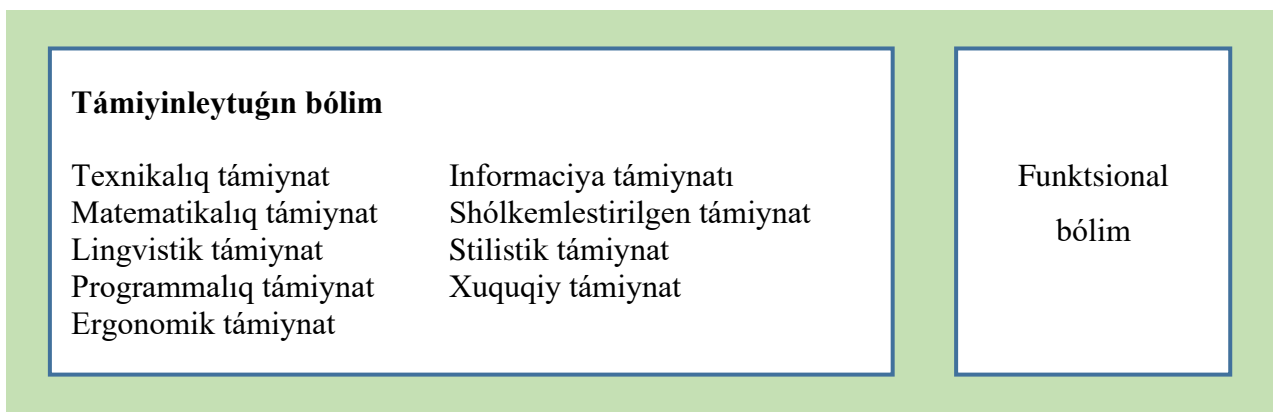 Támiyinleytuǵın bólim
Texnikalıq támiynat
Matematikalıq támiynat
Lingvistik támiynat
Programmalıq támiynat
Ergonomik támiynat
Informaciya támiynatı
Shólkemlestirilgen támiynat
Stilistik támiynat
Xuquqiy támiynat
Funktsional
bólim